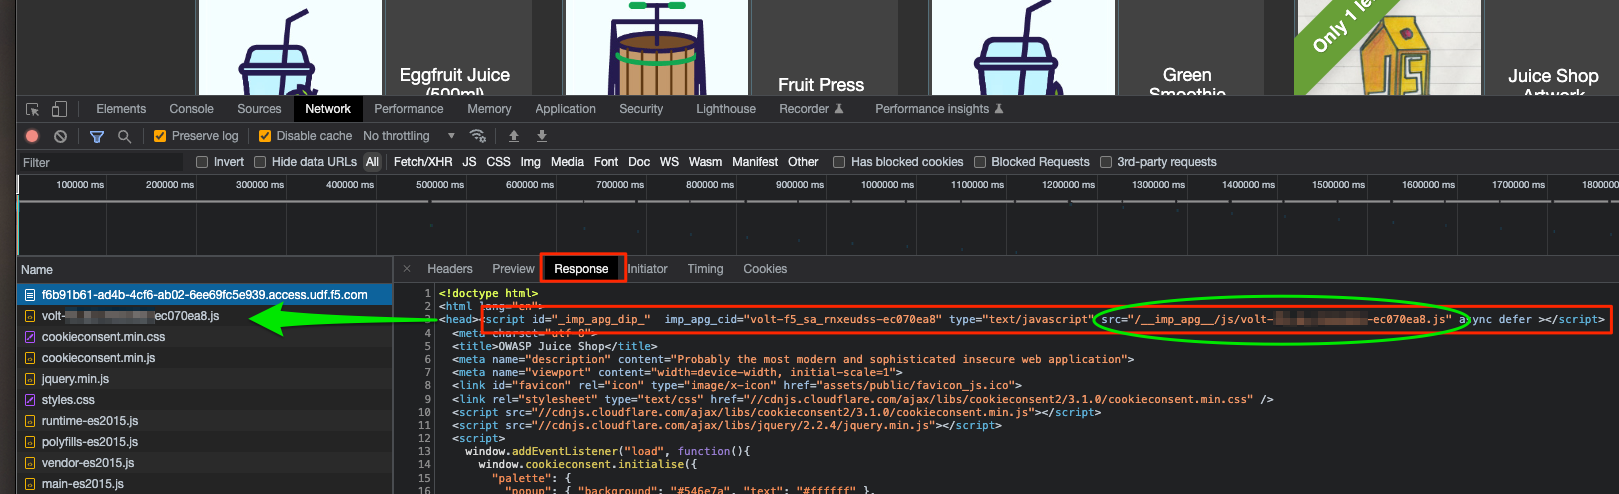 Eggfruit Juice
(500ml)
Fruit Press
Green
Smoothie
Only 1 le
JS
Juice Shop
Artwork
Elements Console Sources Network Performance Memory Application Security Lighthouse Recorder Performance insights
Preserve log Disable cache No throttling
Filter Invert Hide data URLs All Fetch/XHR JS CSS Img Media Font Doc WS Wasm Manifest Other Has blocked cookies Blocked Requests 3rd-party requests
100000 ms 200000 ms 300000 ms 400000 ms 500000 ms 600000 ms 700000 ms 800000 ms 900000 ms 1000000 ms 1100000 ms 1200000 ms 1300000 ms 1400000 ms 1500000 ms 1600000 ms 1700000 ms 1800
Name
f6b91b61-ad4b-4cf6-ab02-6ee69fc5e939.access.udf.f5.com
volt- ec070ea8.js
cookieconsent.min.css
cookieconsent.min.js
jquery.min.js
styles.css
runtime-es2015.js
polyfills-es2015.js
vendor-es2015.js
main-es2015.js
× Headers Preview Response Initiator Timing Cookies
1 <!doctype html>
2 <html lang="en">
3 <head><script id="_imp_apg_dip_" imp_apg_cid="volt-f5_sa_rnxeudss-ec070ea8" type="text/javascript" src="/__imp_apg__/js/volt- -ec070ea8.js" async defer ></script>
4 <meta charset="utf-8">
5 <title>OWASP Juice Shop</title>
6 <meta name="description" content="Probably the most modern and sophisticated insecure web application">
7 <meta name="viewport" content="width=device-width, initial-scale=1">
8 <link id="favicon" rel="icon" type="image/x-icon" href="assets/public/favicon_js.ico">
9 <link rel="stylesheet" type="text/css" href="//cdnjs.cloudflare.com/ajax/libs/cookieconsent2/3.1.0/cookieconsent.min.css" />
10 <script src="//cdnjs.cloudflare.com/ajax/libs/cookieconsent2/3.1.0/cookieconsent.min.js"></script>
11 <script src="//cdnjs.cloudflare.com/ajax/libs/jquery/2.2.4/jquery.min.js"></script>
12 <script>
13 window.addEventListener("load", function(){
14 window.cookieconsent.initialise({
15 "palette": {
16 "popup": { "background": "#546e7a", "text": "#ffffff" },